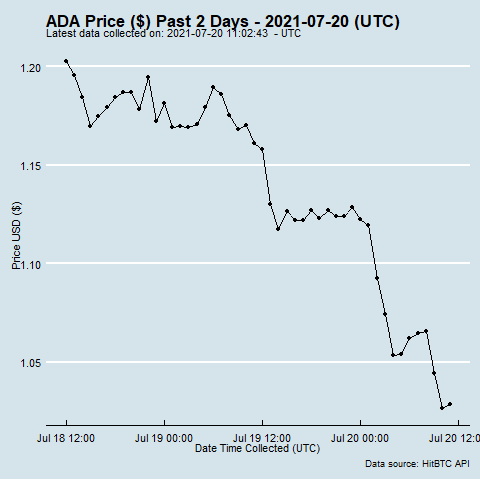 ADA Price ($) Past 2 Days - 2021-07-20 (UTC)
Latest data collected on: 2021-07-20 11:02:43 - UTC
1.20
1.15
1.10
1.05
Price USD ($)
Jul 18 12:00 Jul 19 00:00 Jul 19 12:00 Jul 20 00:00 Jul 20 12:0
Date Time Collected (UTC)
Data source: HitBTC API